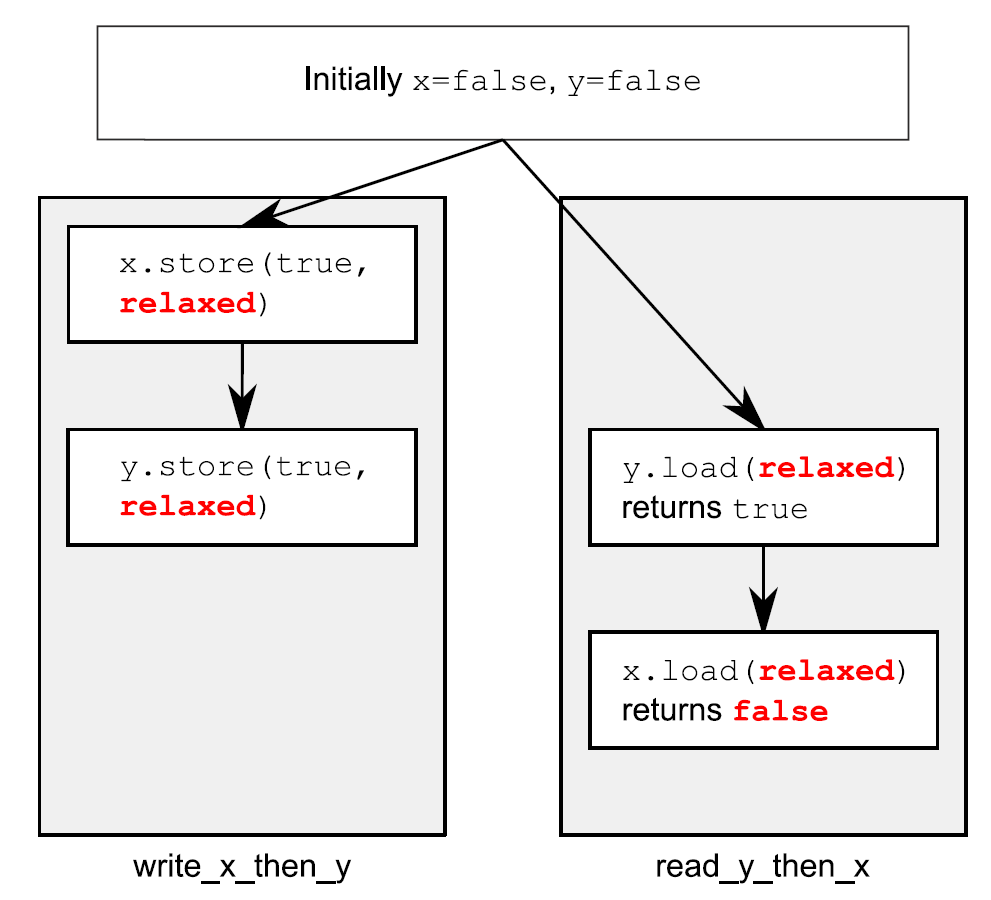 Initially x=false, y=false
x.store(true,
relaxed)
y.store(true,
relaxed)
y.load(relaxed)
returns true
x.load(relaxed)
returns false
write_x_then_y
read_y_then_x